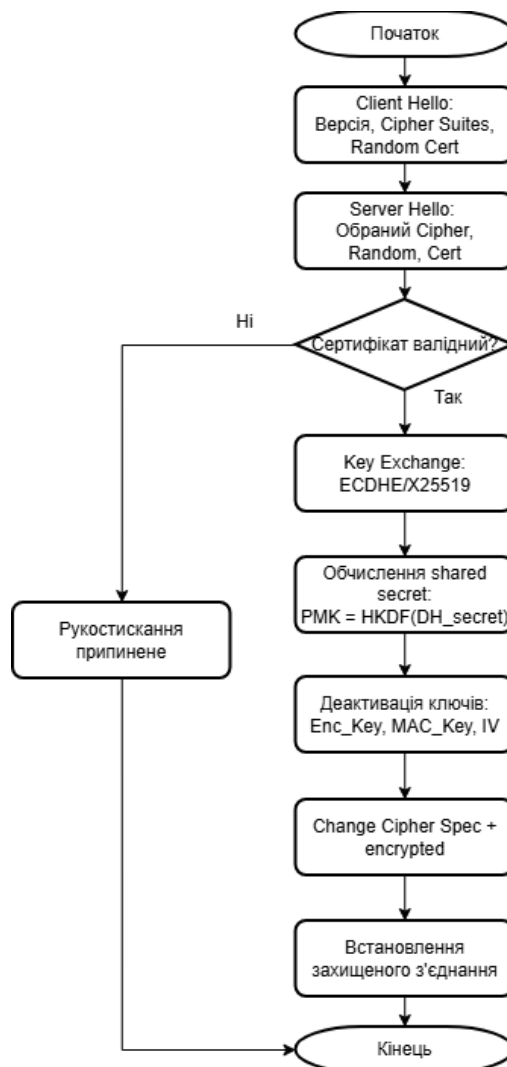 Початок
Client Hello:
Версія, Cipher Suites,
Random Cert
Server Hello:
Обраний Cipher,
Random, Cert
Ні
Сертифікат валідний?
Так
Key Exchange:
ECDHE/X25519
Обчислення shared
secret:
PMK = HKDF(DH_secret)
Рукостискання
припинене
Деактивація ключів:
Enc_Key, MAC_Key, IV
Change Cipher Spec +
encrypted
Встановлення
захищеного з'єднання
Кінець